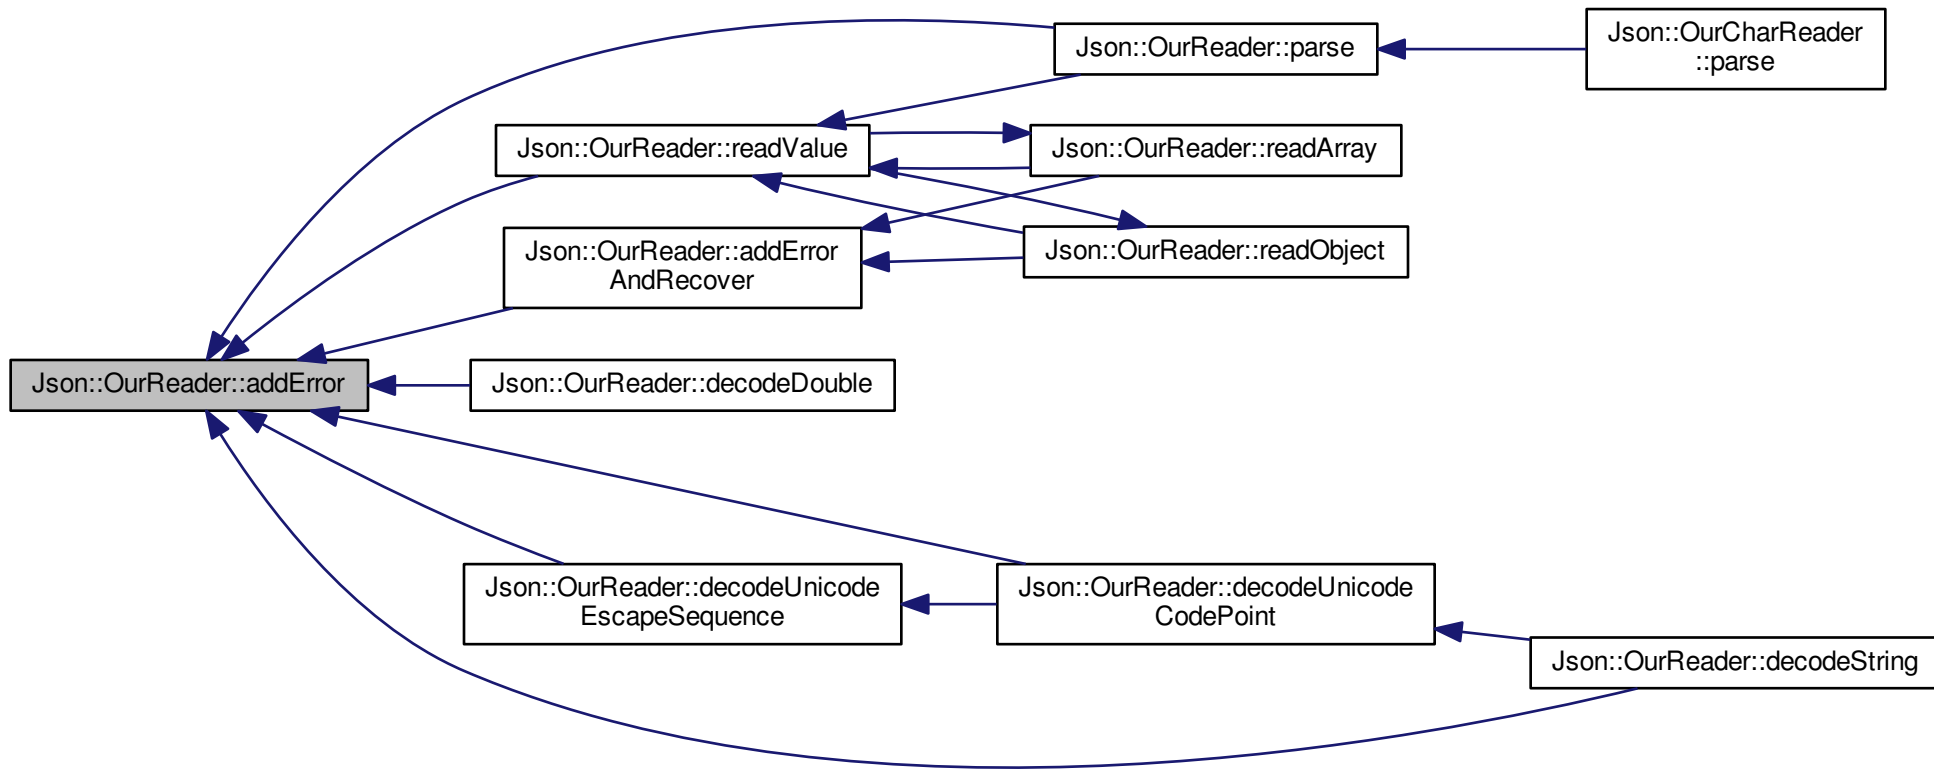 Json::OurReader::parse
Json::OurCharReader
::parse
Json::OurReader::readValue
Json::OurReader::readArray
Json::OurReader::addError
AndRecover
Json::OurReader::readObject
Json::OurReader::addError
Json::OurReader::decodeDouble
Json::OurReader::decodeUnicode
EscapeSequence
Json::OurReader::decodeUnicode
CodePoint
Json::OurReader::decodeString